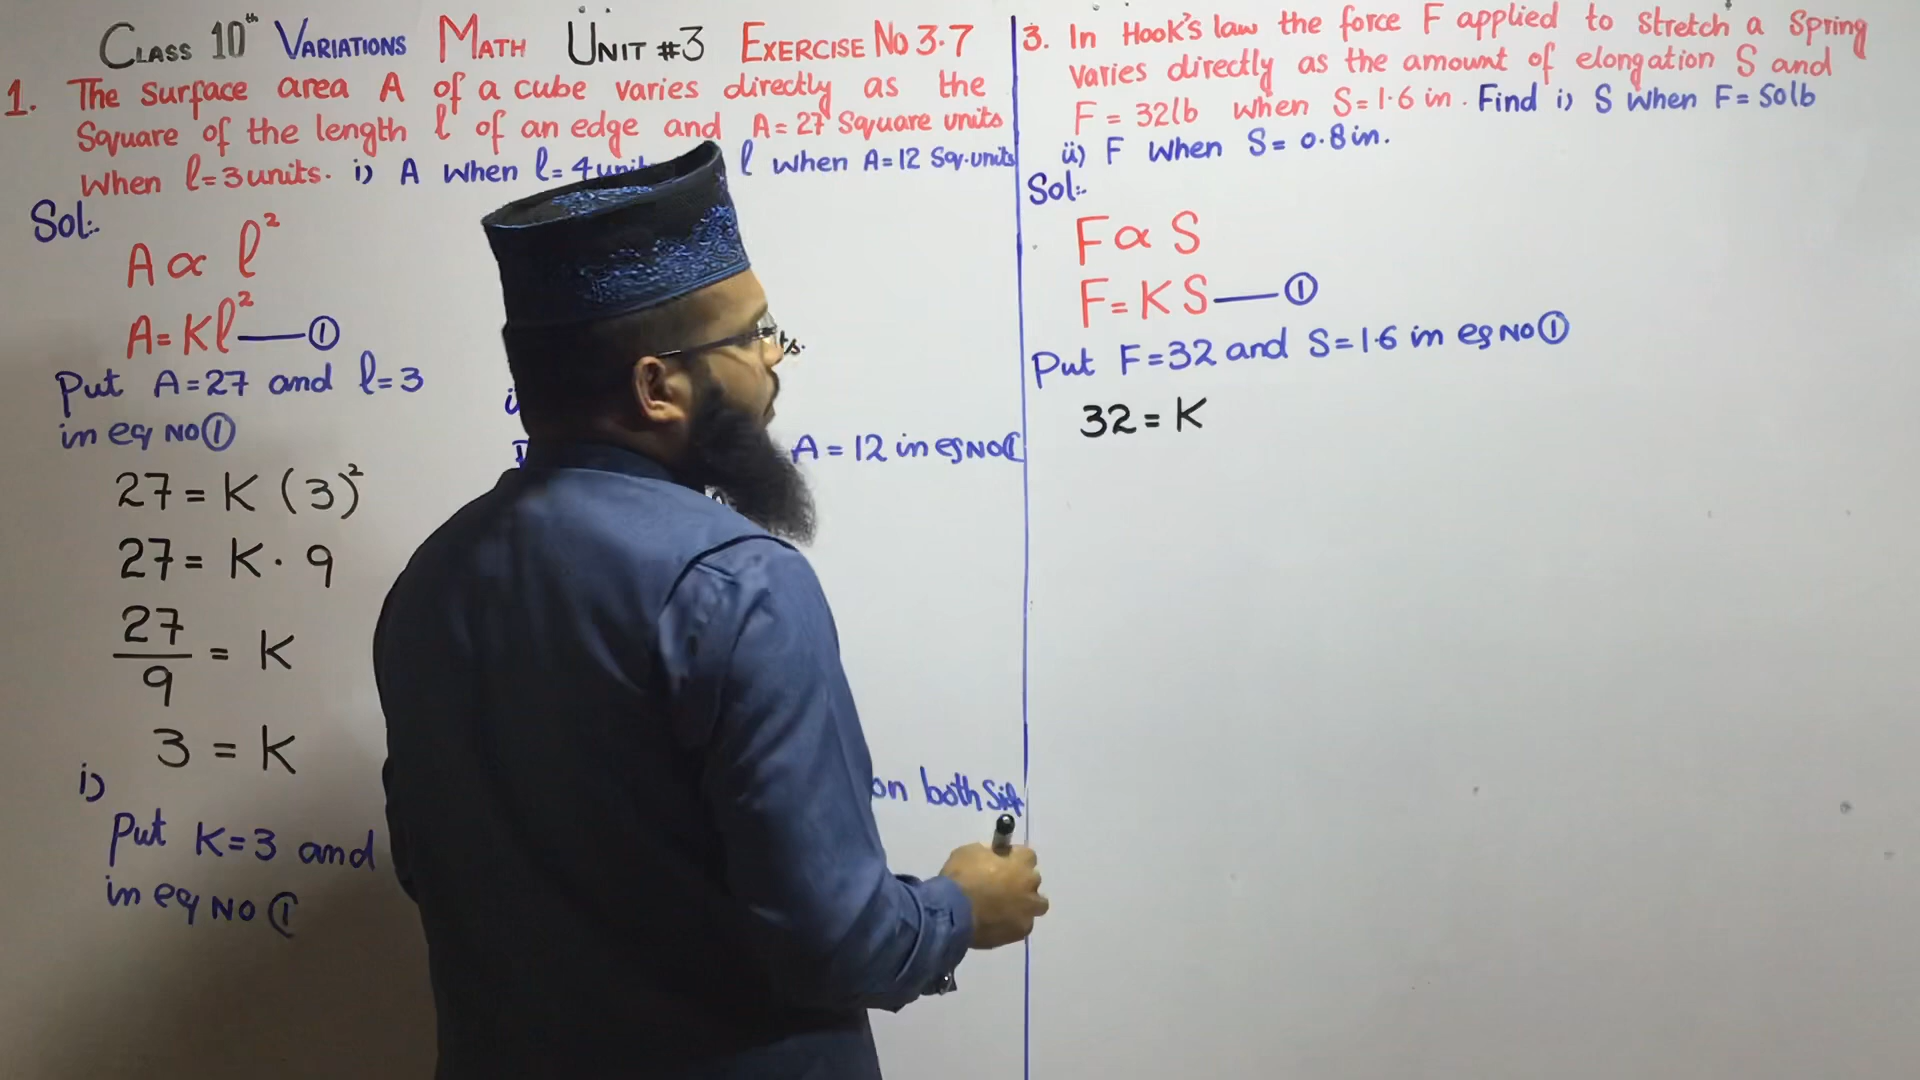 CLASS 10th VARIATIONS MATH UNIT #3 EXERCISE NO 3.7
1. The surface area A of a cube varies directly as the
Square of the length l of an edge and A = 27 Square units
When l=3units. i) A when l= 4 l when A=12 Sq.units
Sol:
A ∝ l²
A=Kl² — ①
Put A=27 and l=3
in eq NO ①
27 = K (3)²
27 = K · 9
27/9 = K
3 = K
i)
Put K=3 and
in eq NO ①
A = 12 in eq NO
on both
3. In Hook's law the force F applied to stretch a Spring
Varies directly as the amount of elongation S and
F = 32lb when S=1.6 in. Find i) S when F= 50lb
ii) F when S= 0.8in.
Sol:
F ∝ S
F=KS — ①
Put F=32 and S=1.6 in eq NO ①
32 = K